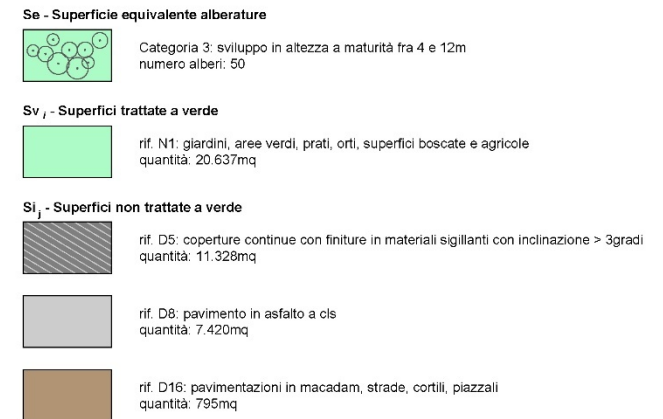 Se - Superficie equivalente alberature
Categoria 3: sviluppo in altezza a maturità fra 4 e 12m
numero alberi: 50
Sv i - Superfici trattate a verde
rif. N1: giardini, aree verdi, prati, orti, superfici boscate e agricole
quantità: 20.637mq
Si j - Superfici non trattate a verde
rif. D5: coperture continue con finiture in materiali sigillanti con inclinazione > 3gradi
quantità: 11.328mq
rif. D8: pavimento in asfalto a cls
quantità: 7.420mq
rif. D16: pavimentazioni in macadam, strade, cortili, piazzali
quantità: 795mq